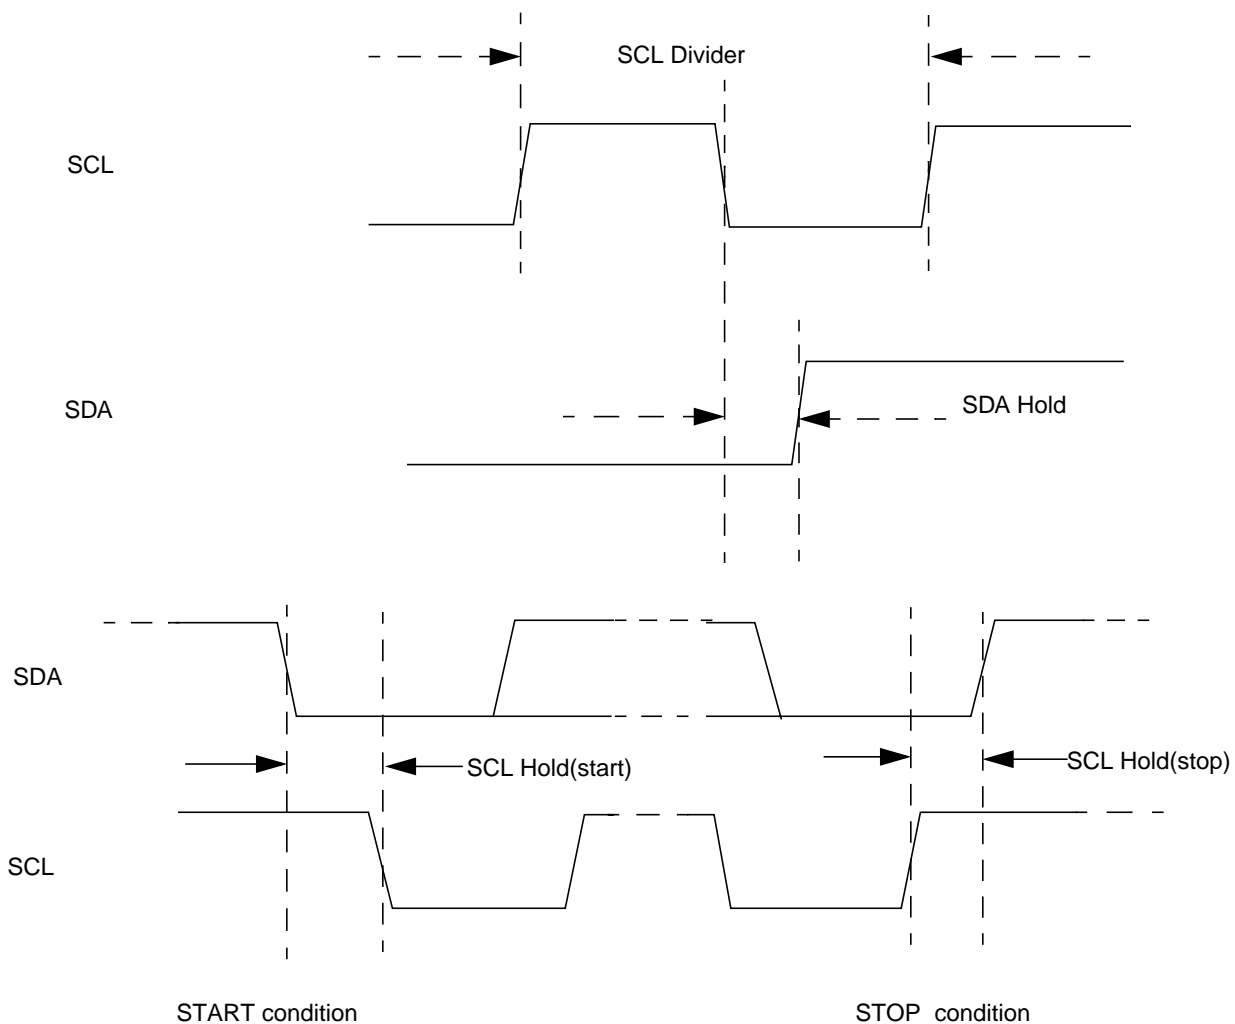 SCL Divider
SCL
SDA
SDA Hold
SDA
SCL Hold(start)
SCL Hold(stop)
SCL
START condition
STOP condition